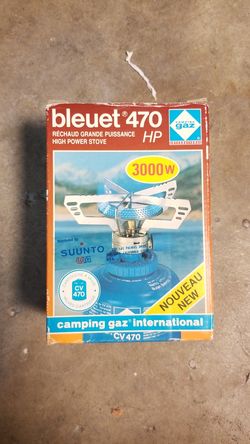 bleuet® 470
HP
RÉCHAUD GRANDE PUISSANCE
HIGH POWER STOVE
camping
gaz
3000W
SUUNTO
USA
CV
470
NOUVEAU
NEW
camping gaz international
CV 470